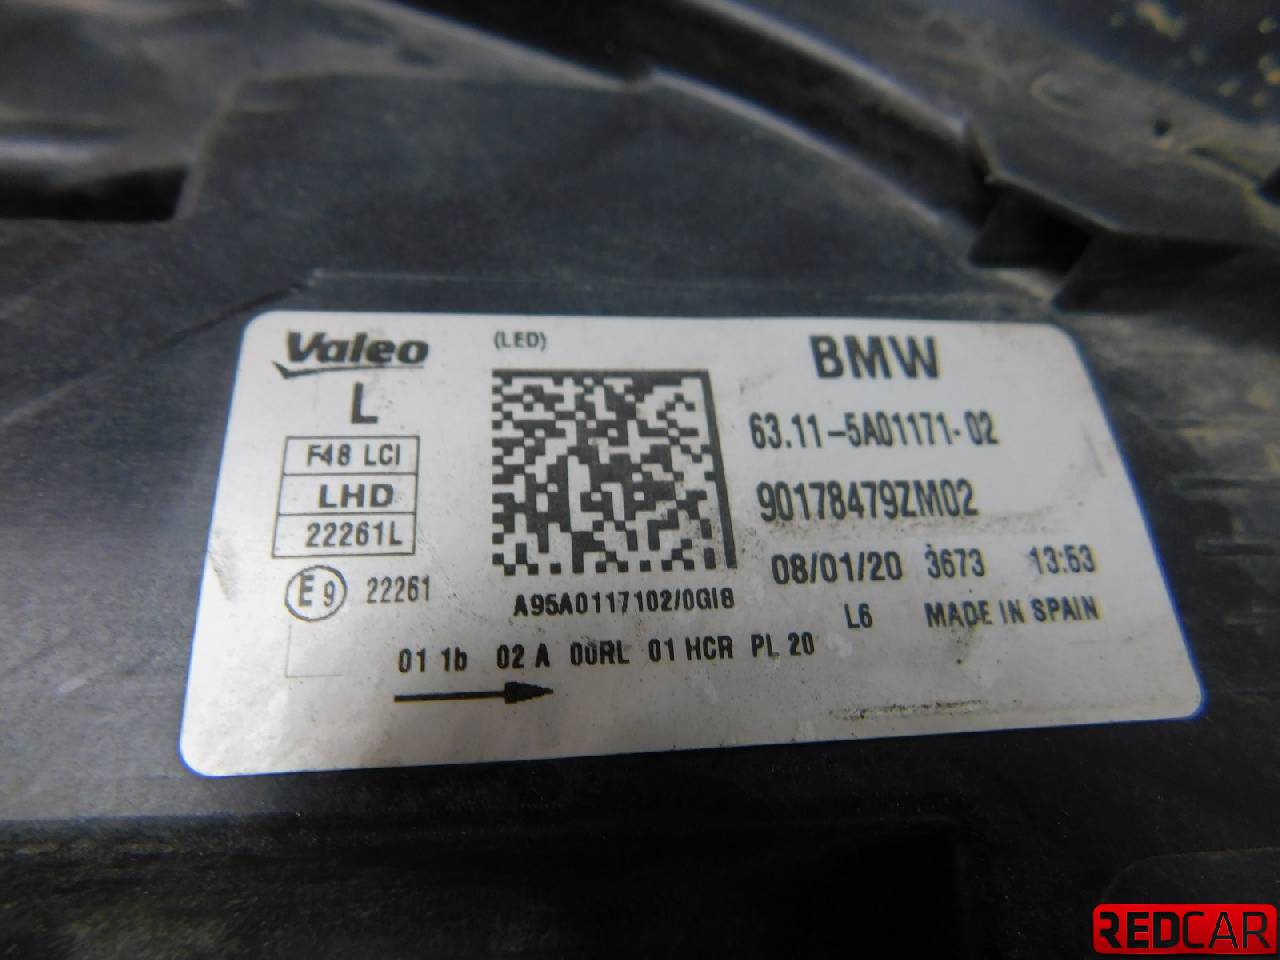 Valeo (LED) BMW
L
F48 LCI
LHD
22261L
E9 22261
63.11-5A01171-02
90178479ZM02
08/01/20 3673 13:53
A95A0117102/0GI8
L6 MADE IN SPAIN
01 1b 02 A 00RL 01 HCR PL 20
REDCAR